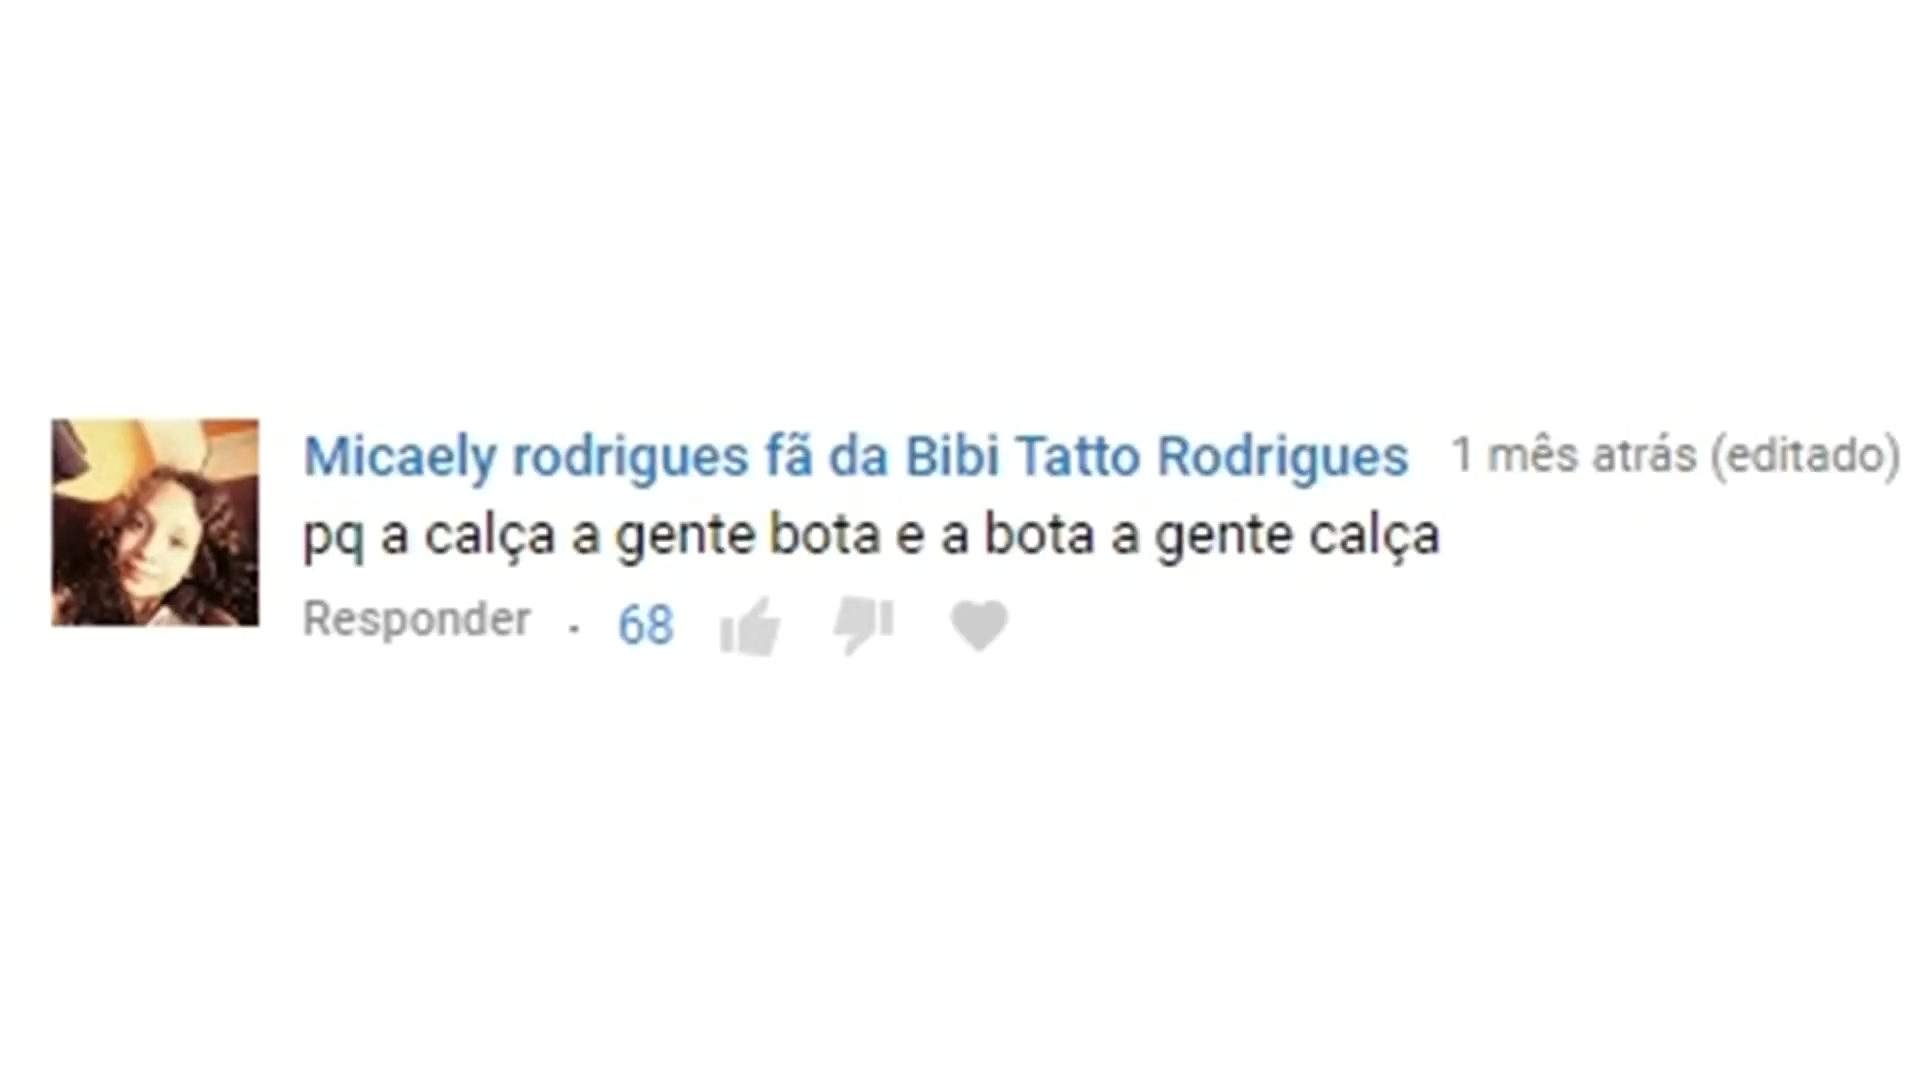 Micaely rodrigues fã da Bibi Tatto Rodrigues 1 mês atrás (editado)
pq a calça a gente bota e a bota a gente calça
Responder · 68